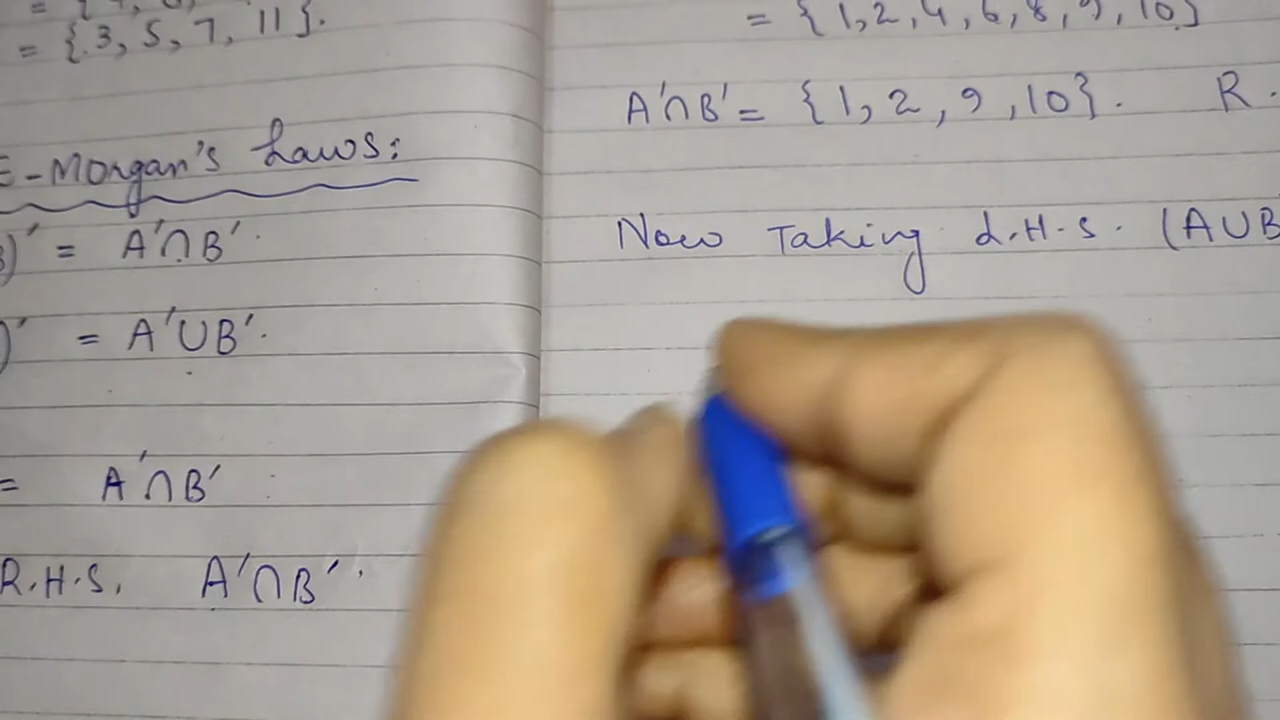 = {3, 5, 7, 11}.
E-Morgan's Laws:
)' = A'∩B'.
)' = A'∪B'.
= A'∩B' :
R.H.S. A'∩B'.
= {1,2,4,6,8,9,10}
A'∩B' = {1,2,9,10}. R.
Now Taking L.H.S. (A∪B